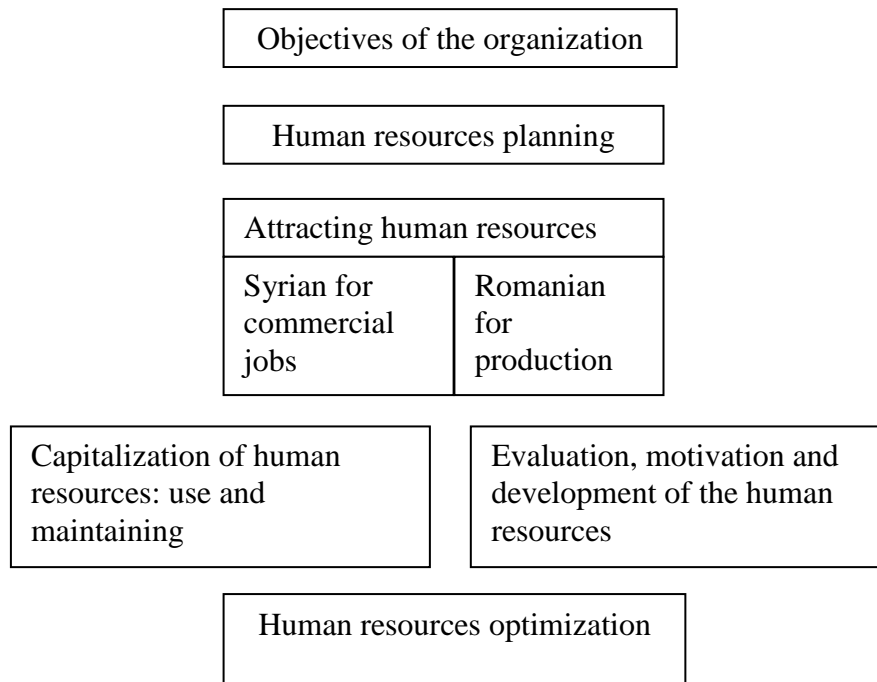 Objectives of the organization
Human resources planning
Attracting human resources
Syrian for
commercial
jobs
Romanian
for
production
Capitalization of human
resources: use and
maintaining
Evaluation, motivation and
development of the human
resources
Human resources optimization